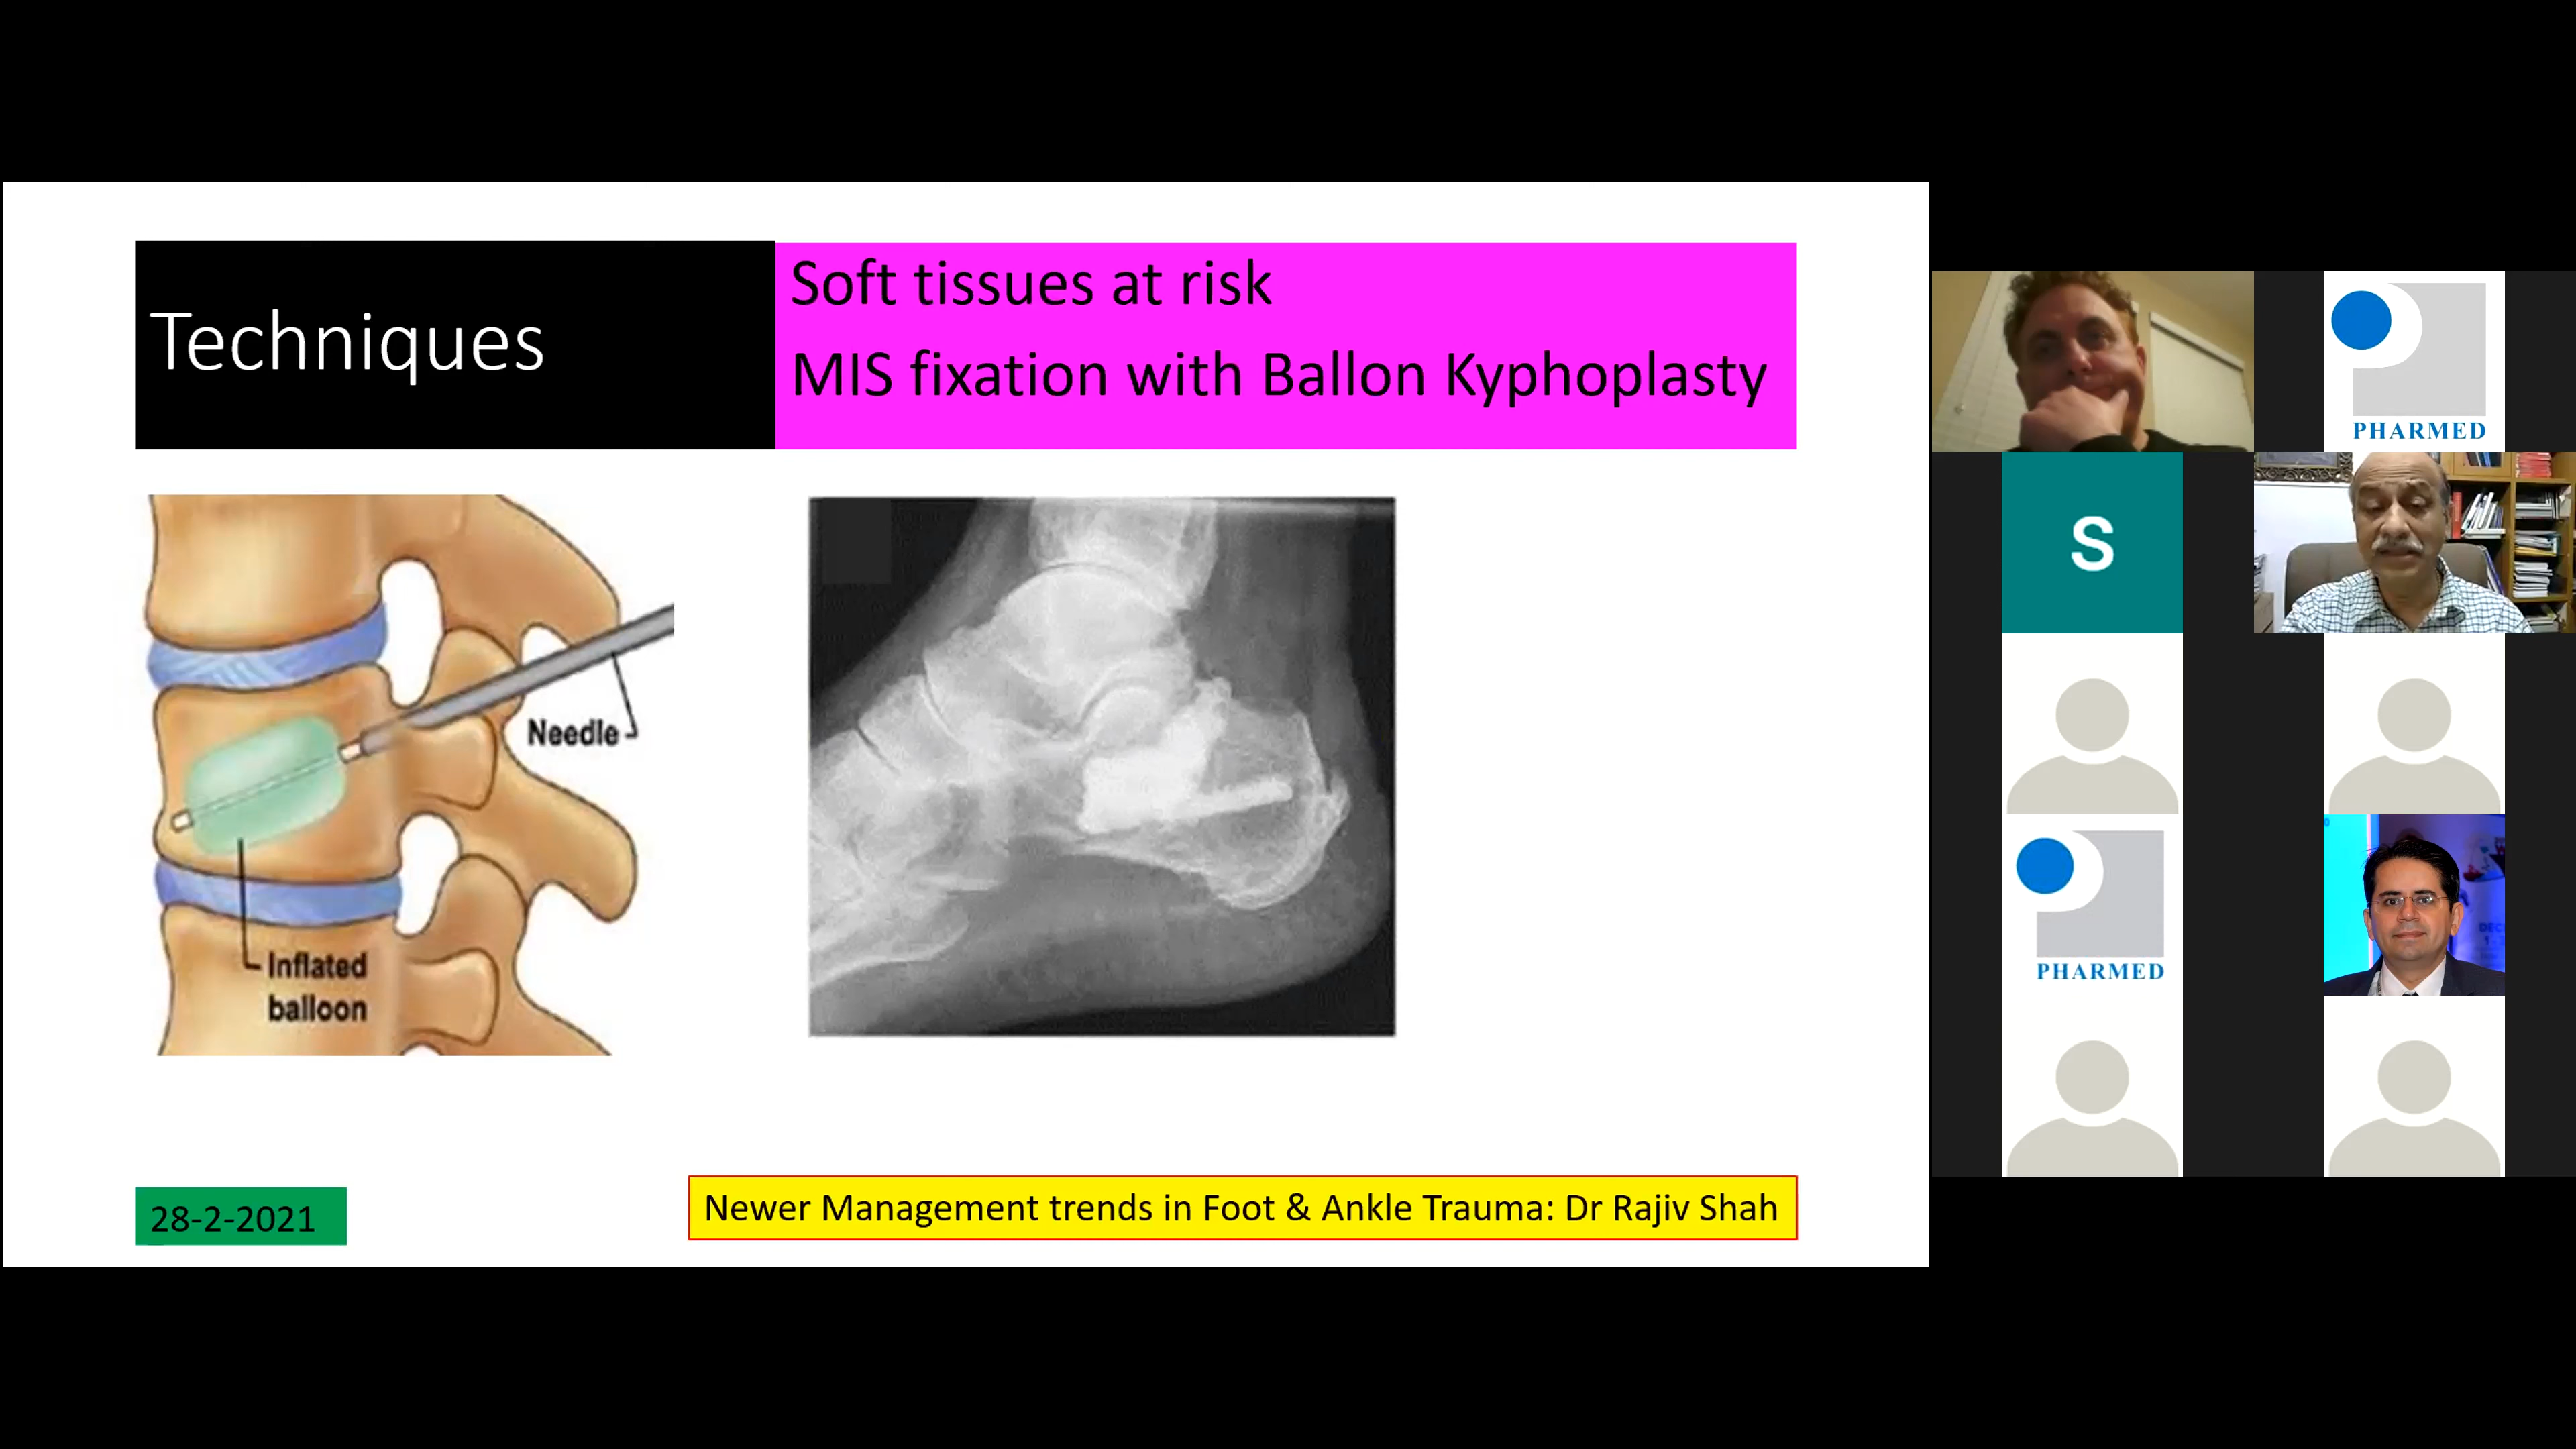 Techniques
Soft tissues at risk
MIS fixation with Ballon Kyphoplasty
Needle
Inflated
balloon
28-2-2021
Newer Management trends in Foot & Ankle Trauma: Dr Rajiv Shah
PHARMED
S
PHARMED